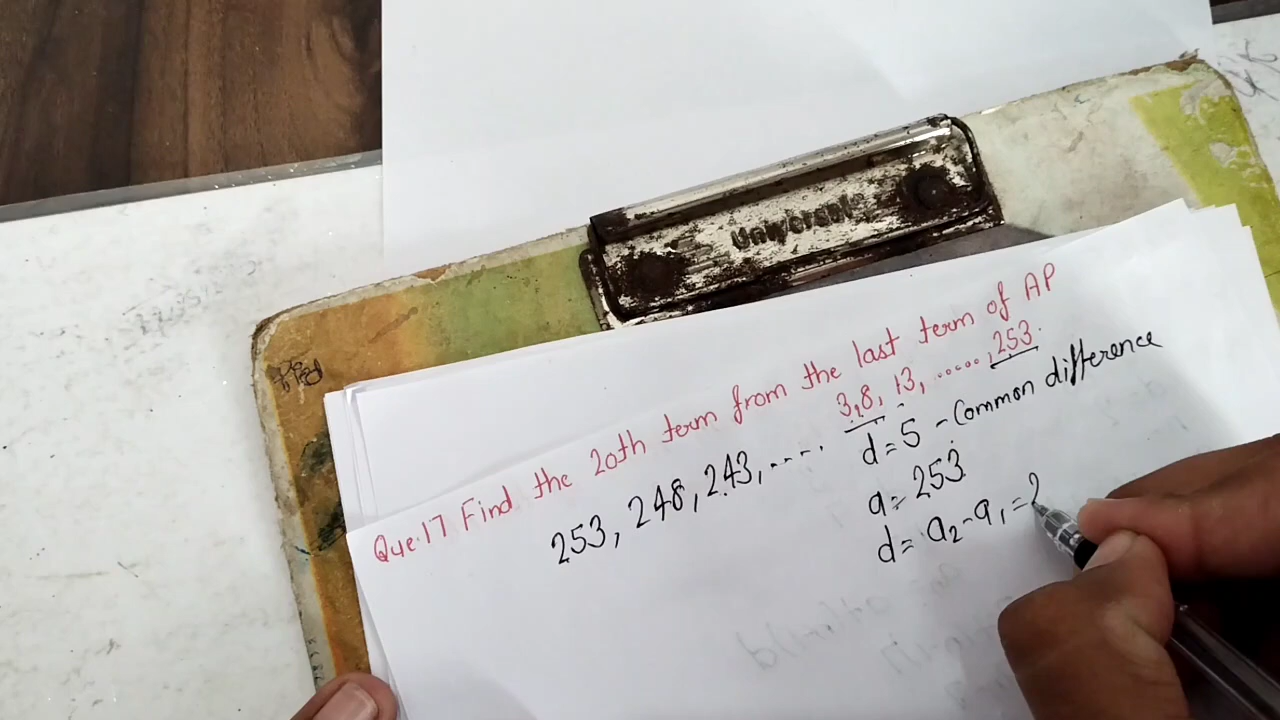 Universal
Que.17 Find the 20th term from the last term of AP
3,8, 13, ......,253.
d=5 - Common difference
253, 248, 243, ----.
a= 253
d= a2-a1 = 2